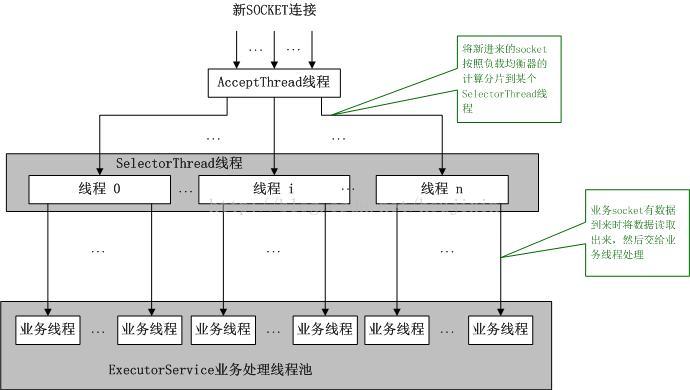 新SOCKET连接
...
...
AcceptThread线程
将新进来的socket
按照负载均衡器的
计算分片到某个
SelectorThread线
程
...
...
SelectorThread线程
线程 0
...
线程 i
...
线程 n
业务socket有数据
到来时将数据读取
出来，然后交给业
务线程处理
...
...
...
业务线程
...
业务线程
业务线程
...
业务线程
业务线程
...
业务线程
ExecutorService业务处理线程池